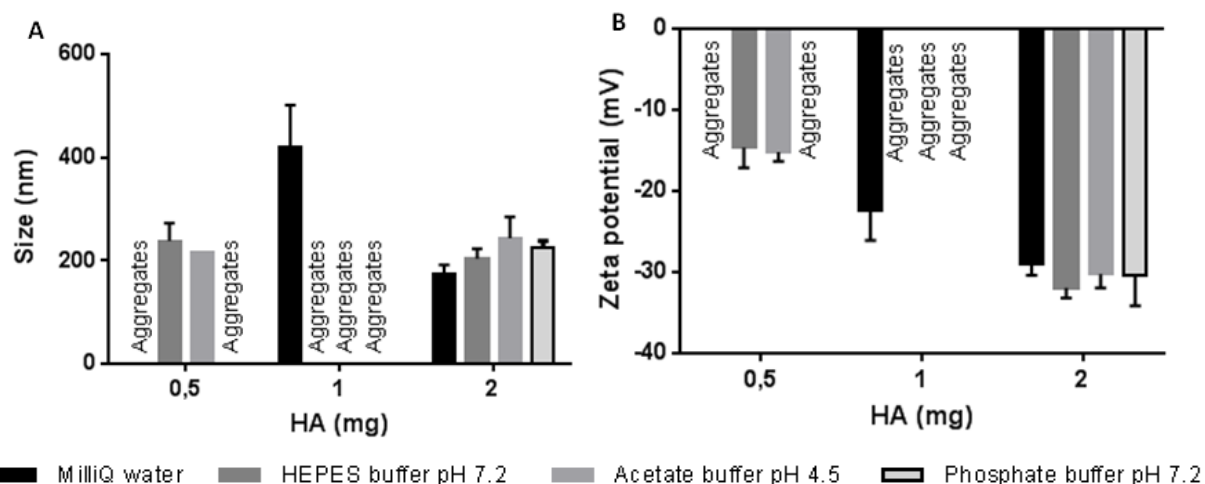 A
600
400
200
0
Size (nm)
Aggregates
Aggregates
Aggregates
Aggregates
Aggregates
0,5 1 2
HA (mg)
B
0
-10
-20
-30
-40
Zeta potential (mV)
Aggregates
Aggregates
Aggregates
Aggregates
Aggregates
0,5 1 2
HA (mg)
MilliQ water HEPES buffer pH 7.2 Acetate buffer pH 4.5 Phosphate buffer pH 7.2